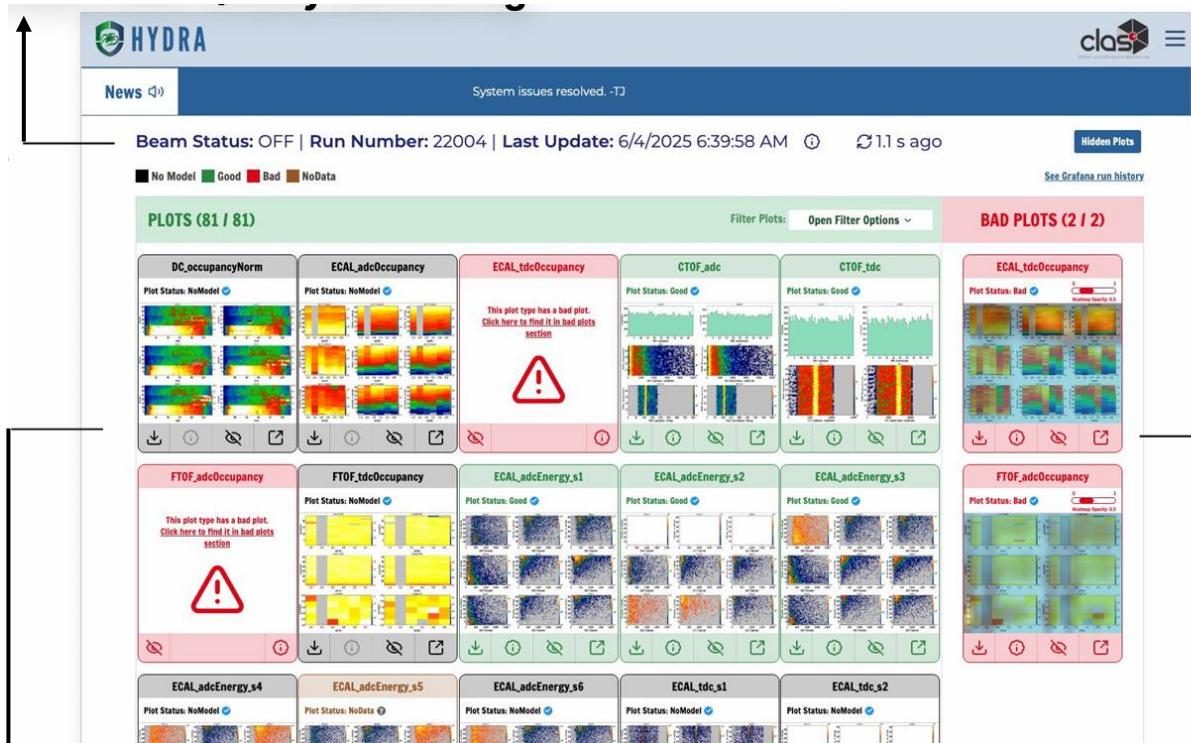 HYDRA
clas
News
System issues resolved. -TJ
Beam Status: OFF | Run Number: 22004 | Last Update: 6/4/2025 6:39:58 AM 1.1 s ago
Hidden Plots
No Model Good Bad NoData
See Grafana run history
PLOTS (81 / 81)
Filter Plots: Open Filter Options
BAD PLOTS (2 / 2)
DC_occupancyNorm
Plot Status: NoModel
ECAL_adcOccupancy
Plot Status: NoModel
ECAL_tdcOccupancy
This plot type has a bad plot.
Click here to find it in bad plots
section
CTOF_adc
Plot Status: Good
CTOF_tdc
Plot Status: Good
ECAL_tdcOccupancy
Plot Status: Bad
0 1
Heatmap Opacity: 0.5
FTOF_adcOccupancy
This plot type has a bad plot.
Click here to find it in bad plots
section
FTOF_tdcOccupancy
Plot Status: NoModel
ECAL_adcEnergy_s1
Plot Status: Good
ECAL_adcEnergy_s2
Plot Status: Good
ECAL_adcEnergy_s3
Plot Status: Good
FTOF_adcOccupancy
Plot Status: Bad
0 1
Heatmap Opacity: 0.5
ECAL_adcEnergy_s4
Plot Status: NoModel
ECAL_adcEnergy_s5
Plot Status: NoData
ECAL_adcEnergy_s6
Plot Status: NoModel
ECAL_tdc_s1
Plot Status: NoModel
ECAL_tdc_s2
Plot Status: NoModel